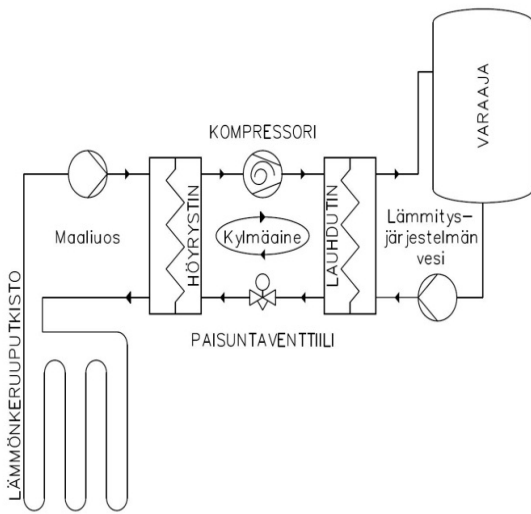 KOMPRESSORI
VARAAJA
Maaliuos
HÖYRYSTIN
Kylmäaine
LAUHDUTIN
Lämmitys-
järjestelmän
vesi
PAISUNTAVENTTIILI
LÄMMÖNKERUUPUTKISTO